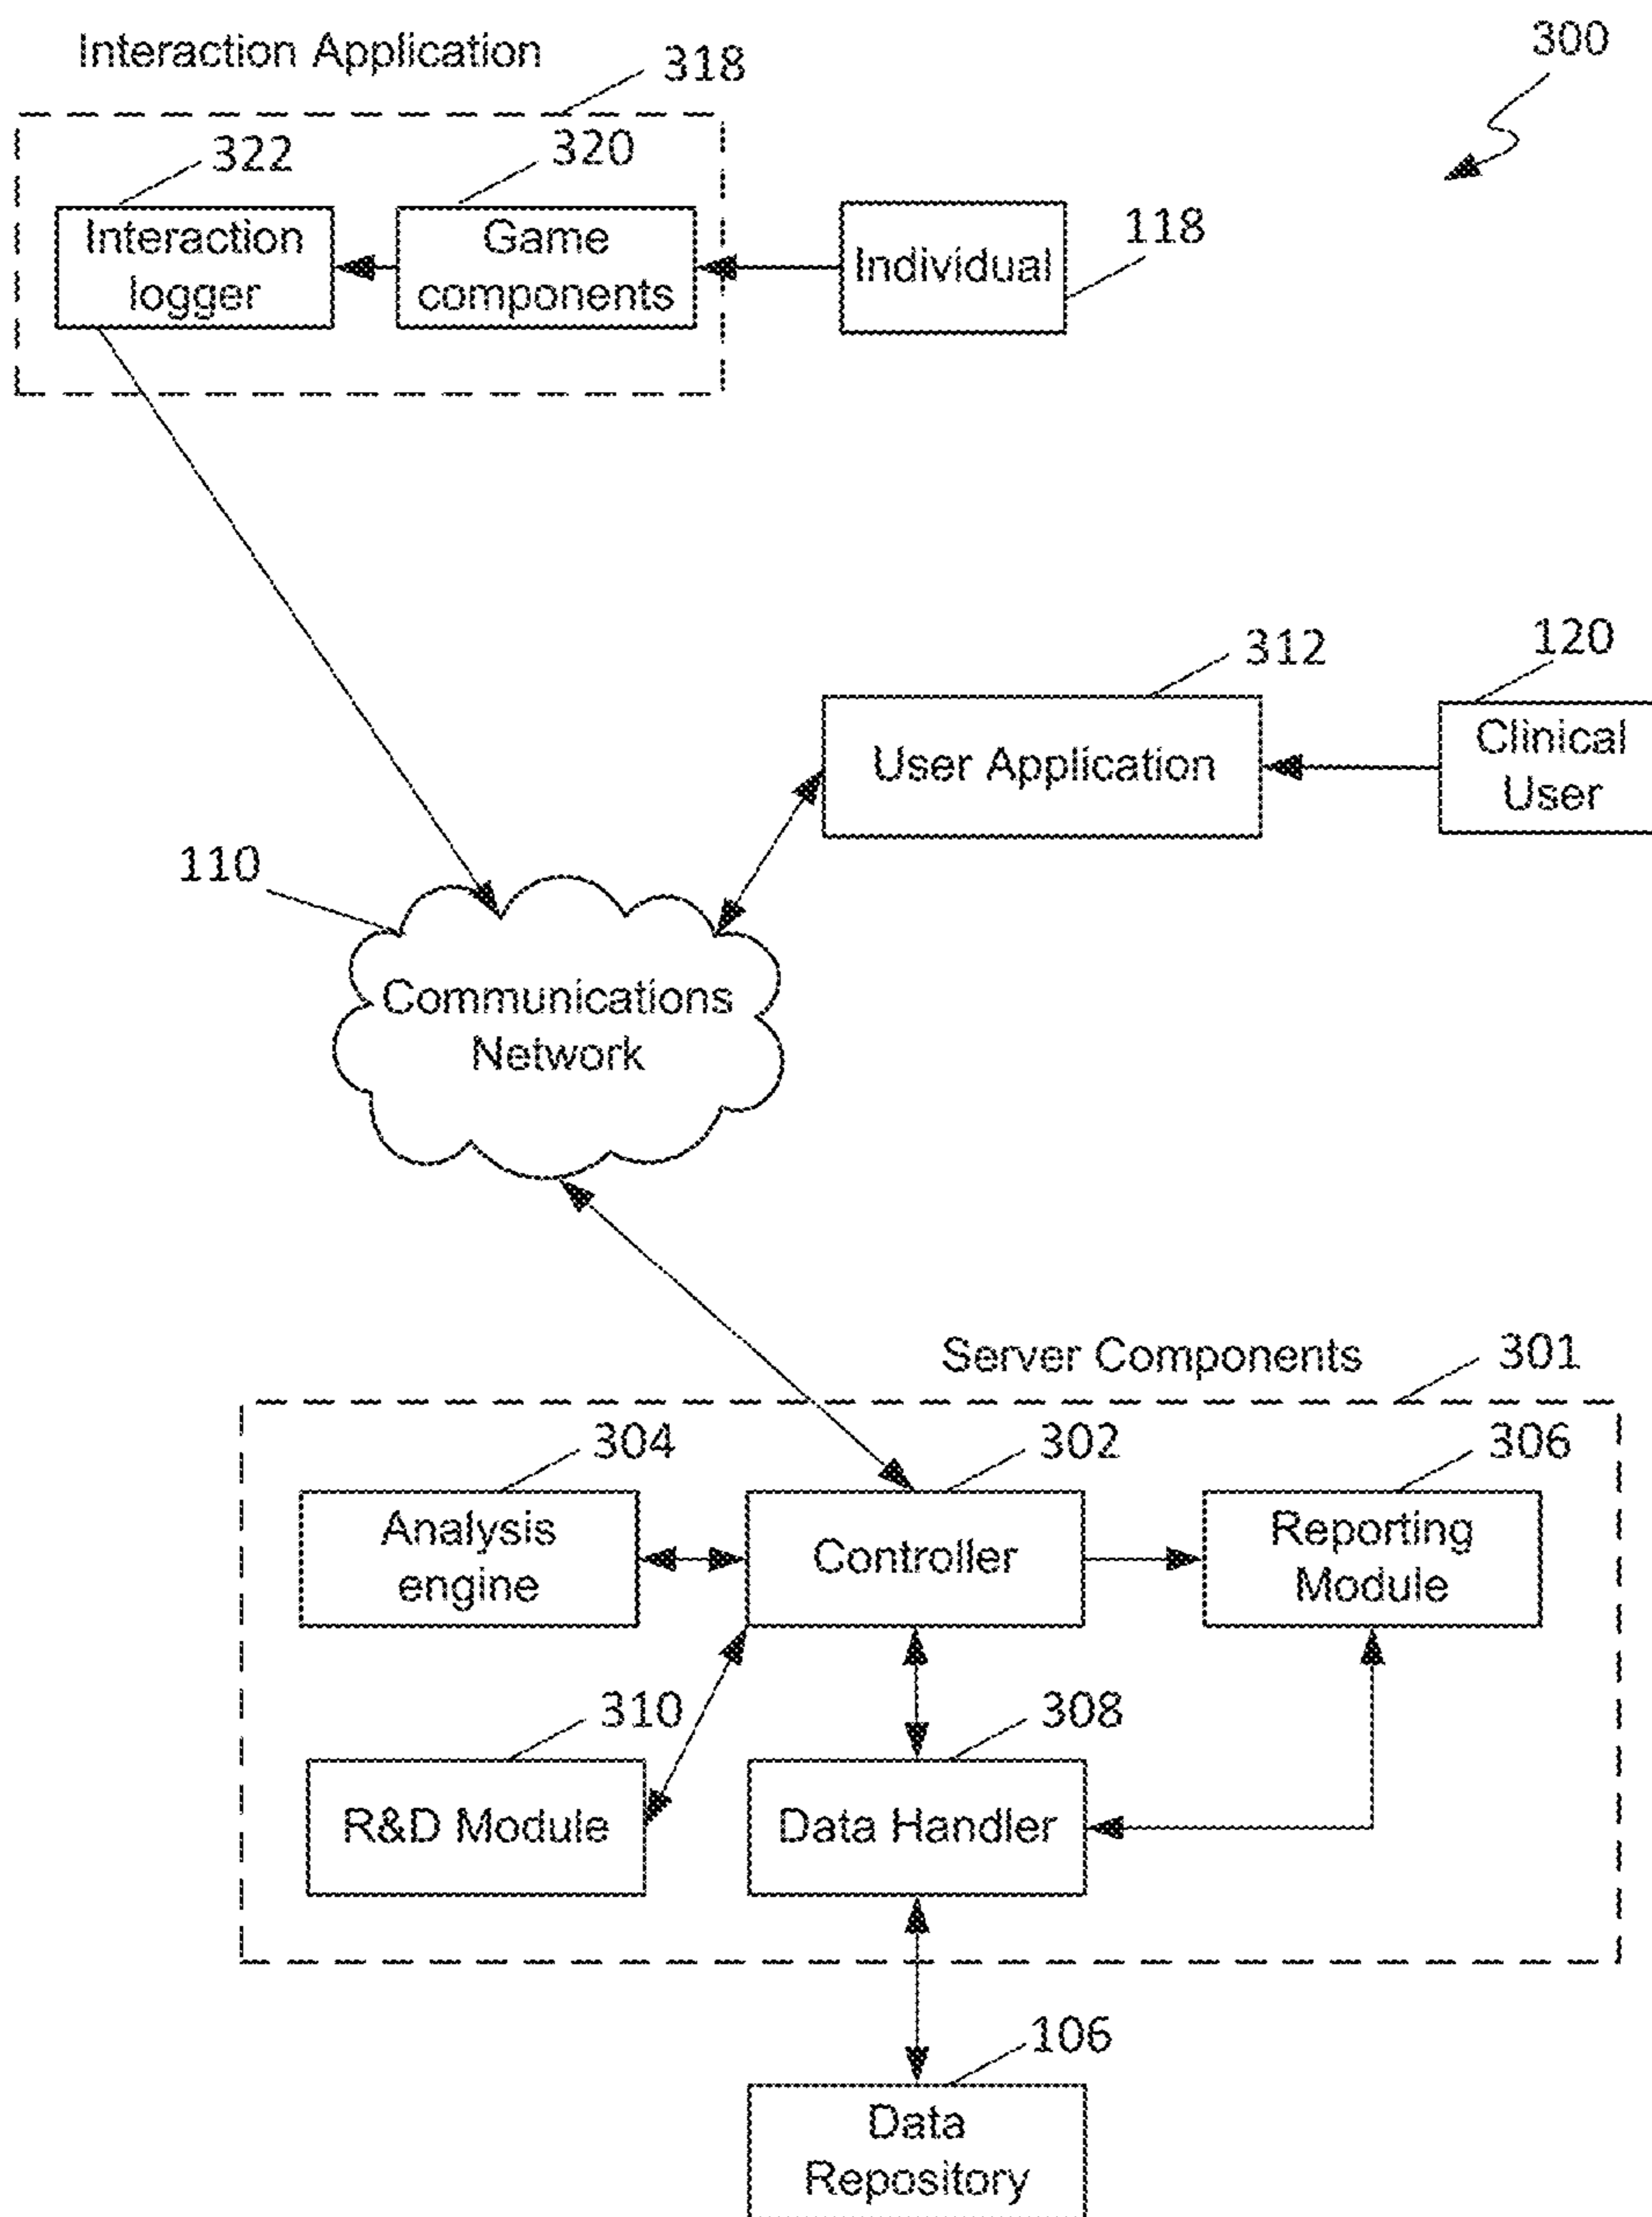 300
Interaction Application
318
322
320
Interaction
logger
Game
components
Individual
118
312
120
User Application
Clinical
User
110
Communications
Network
Server Components
301
304
302
306
Analysis
engine
Controller
Reporting
Module
310
308
R&D Module
Data Handler
106
Data
Repository